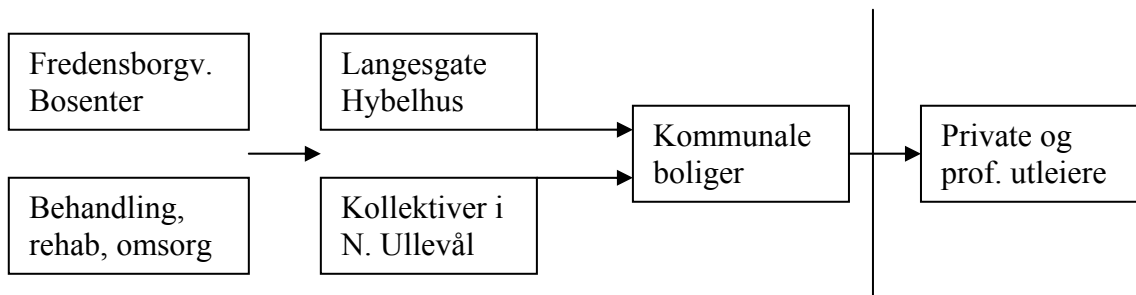 Fredensborgv.
Bosenter
Behandling,
rehab, omsorg
Langesgate
Hybelhus
Kollektiver i
N. Ullevål
Kommunale
boliger
Private og
prof. utleiere